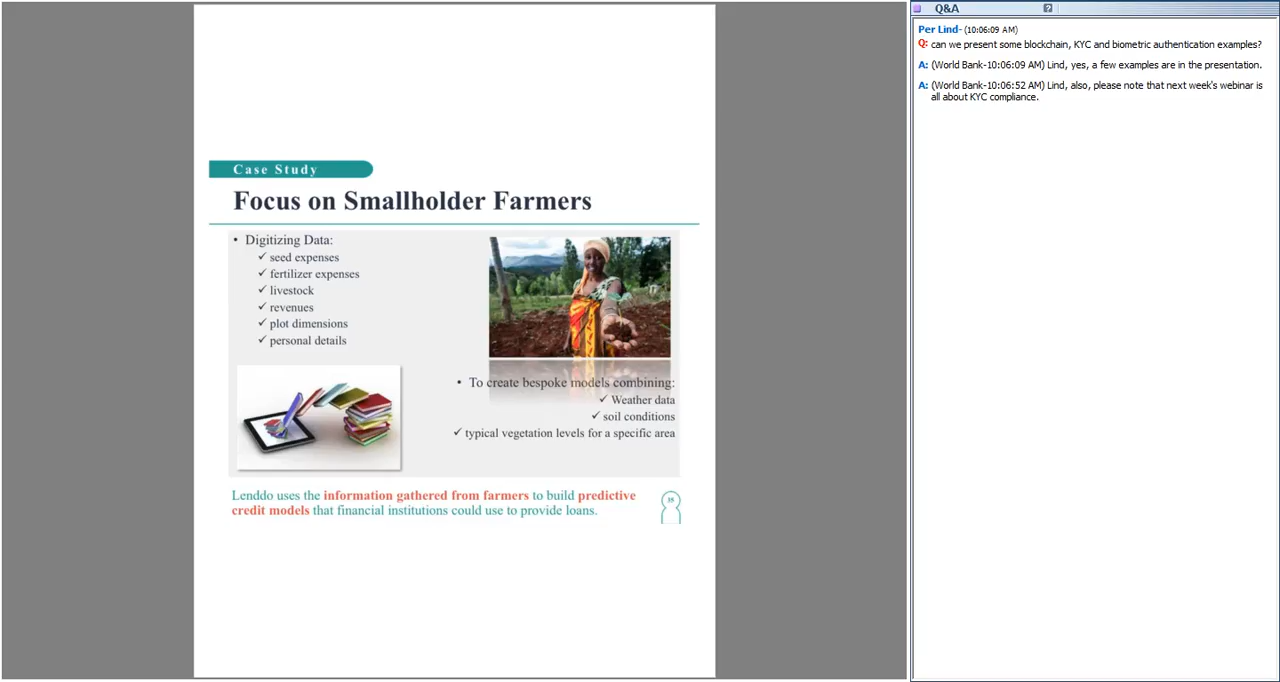 Case Study
Focus on Smallholder Farmers
• Digitizing Data:
✓ seed expenses
✓ fertilizer expenses
✓ livestock
✓ revenues
✓ plot dimensions
✓ personal details
• To create bespoke models combining:
✓ Weather data
✓ soil conditions
✓ typical vegetation levels for a specific area
Lenddo uses the information gathered from farmers to build predictive
credit models that financial institutions could use to provide loans.
Q&A
Per Lind- (10:06:09 AM)
Q: can we present some blockchain, KYC and biometric authentication examples?
A: (World Bank-10:06:09 AM) Lind, yes, a few examples are in the presentation.
A: (World Bank-10:06:52 AM) Lind, also, please note that next week's webinar is
all about KYC compliance.